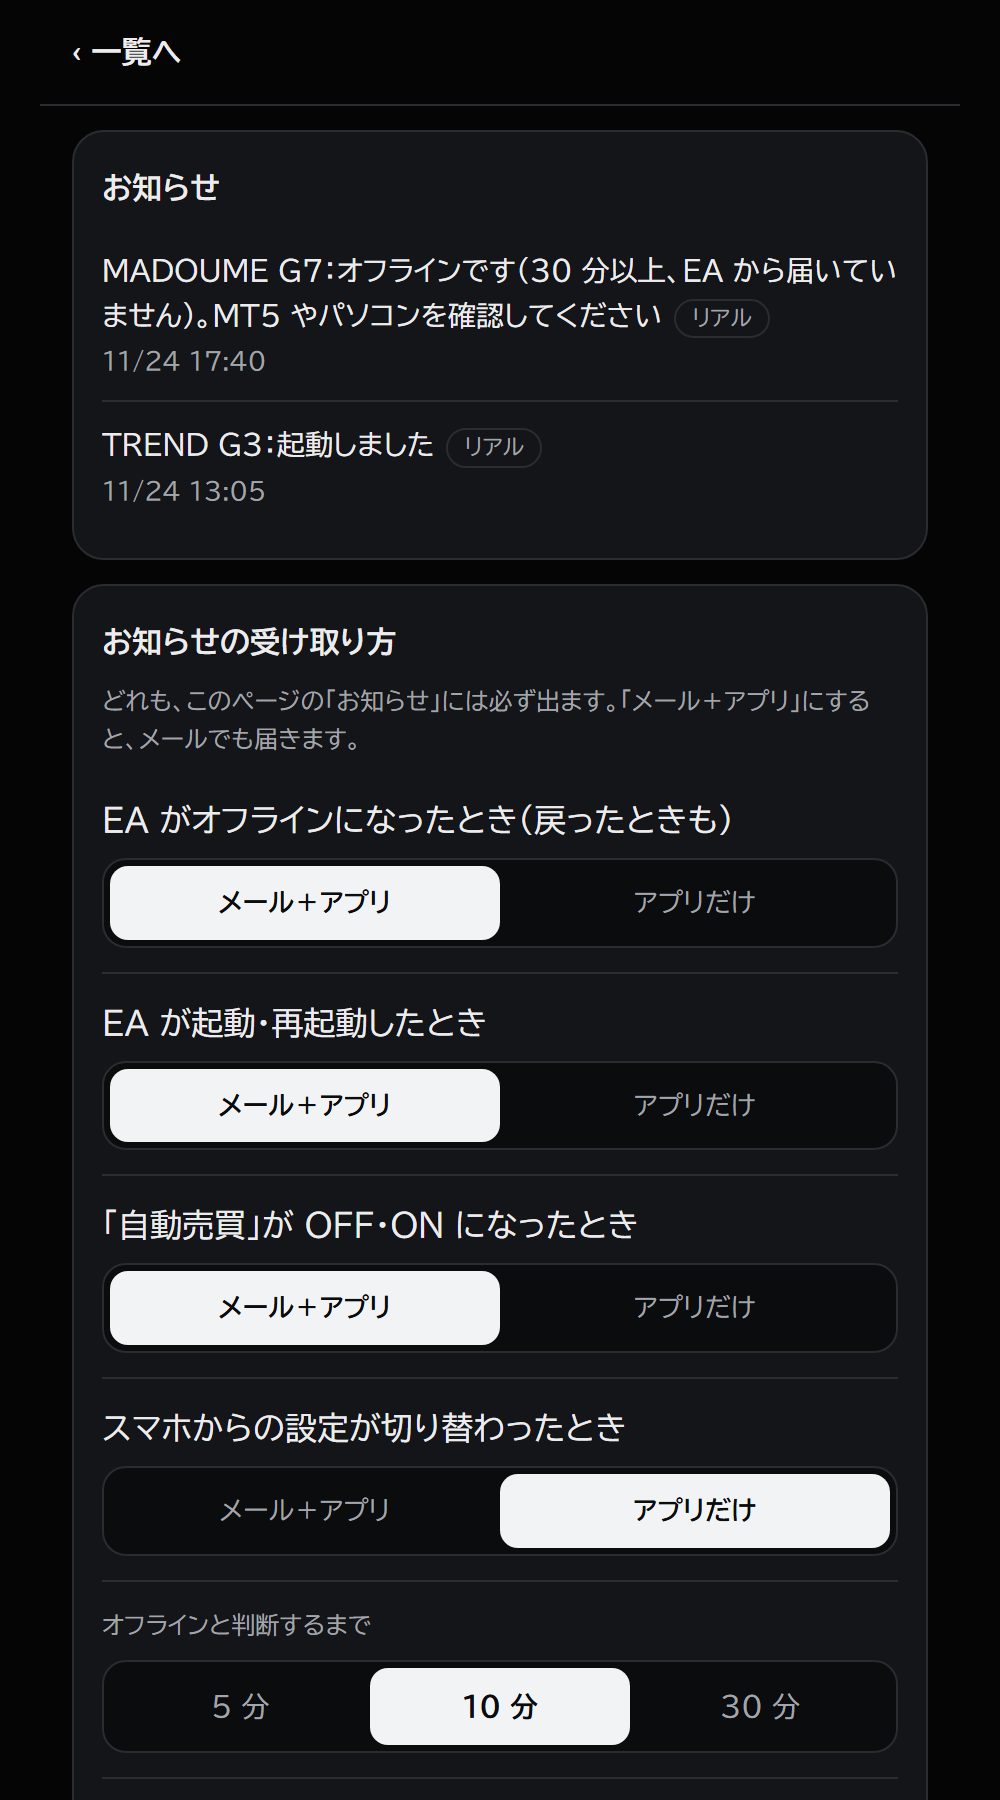 ‹ 一覧へ
お知らせ
MADOUME G7：オフラインです（30 分以上、EA から届いてい
ません）。MT5 やパソコンを確認してください リアル
11/24 17:40
TREND G3：起動しました リアル
11/24 13:05
お知らせの受け取り方
どれも、このページの「お知らせ」には必ず出ます。「メール＋アプリ」にする
と、メールでも届きます。
EA がオフラインになったとき（戻ったときも）
メール＋アプリ アプリだけ
EA が起動・再起動したとき
メール＋アプリ アプリだけ
「自動売買」が OFF・ON になったとき
メール＋アプリ アプリだけ
スマホからの設定が切り替わったとき
メール＋アプリ アプリだけ
オフラインと判断するまで
5 分 10 分 30 分